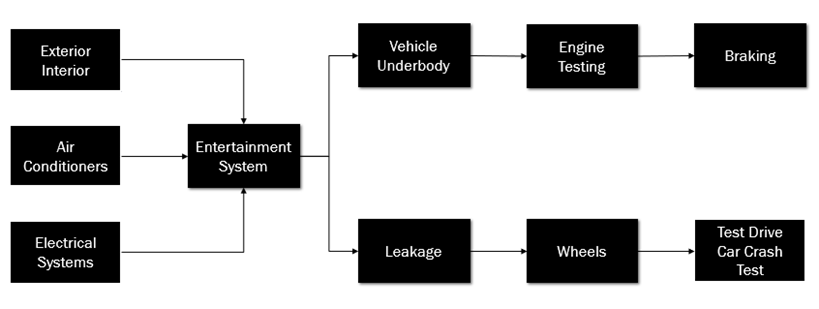 Exterior
Interior
Air
Conditioners
Electrical
Systems
Entertainment
System
Vehicle
Underbody
Engine
Testing
Braking
Leakage
Wheels
Test Drive
Car Crash
Test